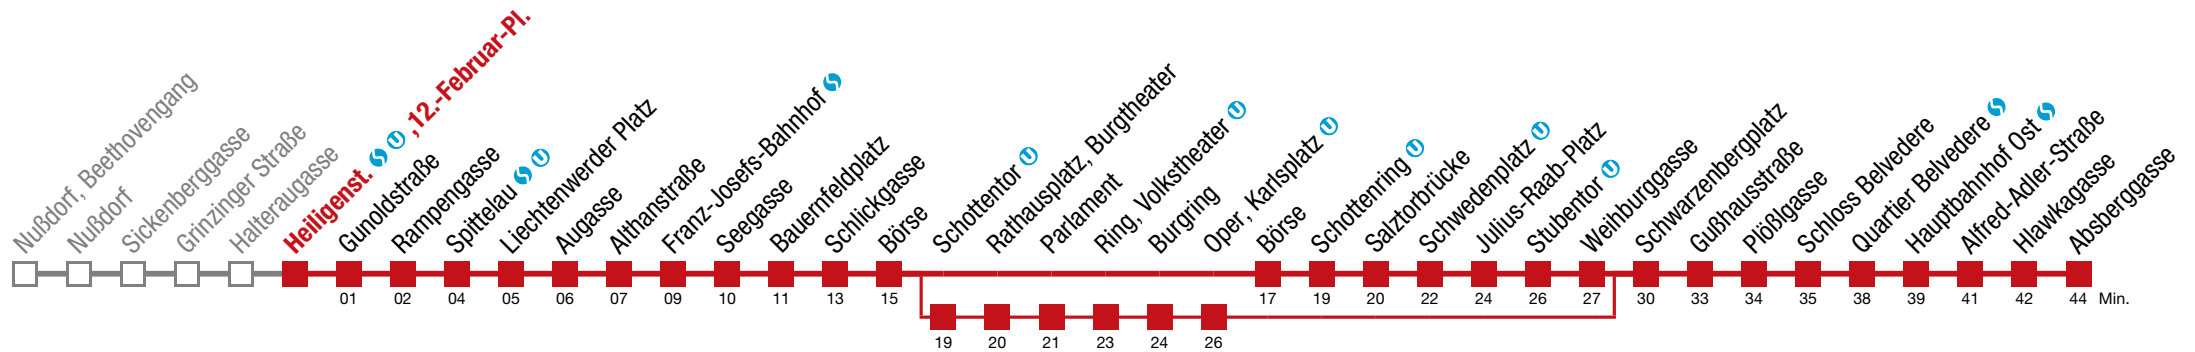 Nußdorf, Beethovengang
Nußdorf
Sickenberggasse
Grinzinger Straße
Halteraugasse
Heiligenst. S U ,12.-Februar-Pl.
Gunoldstraße
Rampengasse
Spittelau S U
Liechtenwerder Platz
Augasse
Althanstraße
Franz-Josefs-Bahnhof S
Seegasse
Bauernfeldplatz
Schlickgasse
Börse
Schottentor U
Rathausplatz, Burgtheater
Parlament
Ring, Volkstheater U
Burgring
Oper, Karlsplatz U
Börse
Schottenring U
Salztorbrücke
Schwedenplatz U
Julius-Raab-Platz
Stubentor U
Weihburggasse
Schwarzenbergplatz
Gußhausstraße
Plößlgasse
Schloss Belvedere
Quartier Belvedere S
Hauptbahnhof Ost S
Alfred-Adler-Straße
Hlawkagasse
Absberggasse
01 02 04 05 06 07 09 10 11 13 15 17 19 20 22 24 26 27 30 33 34 35 38 39 41 42 44 Min.
19 20 21 23 24 26